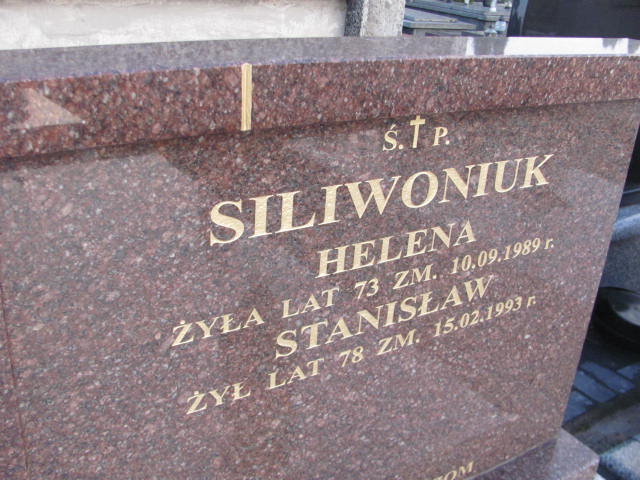 Ś.†P.
SILIWONIUK
HELENA
ŻYŁA LAT 73 ZM. 10.09.1989 r.
STANISŁAW
ŻYŁ LAT 78 ZM. 15.02.1993 r.